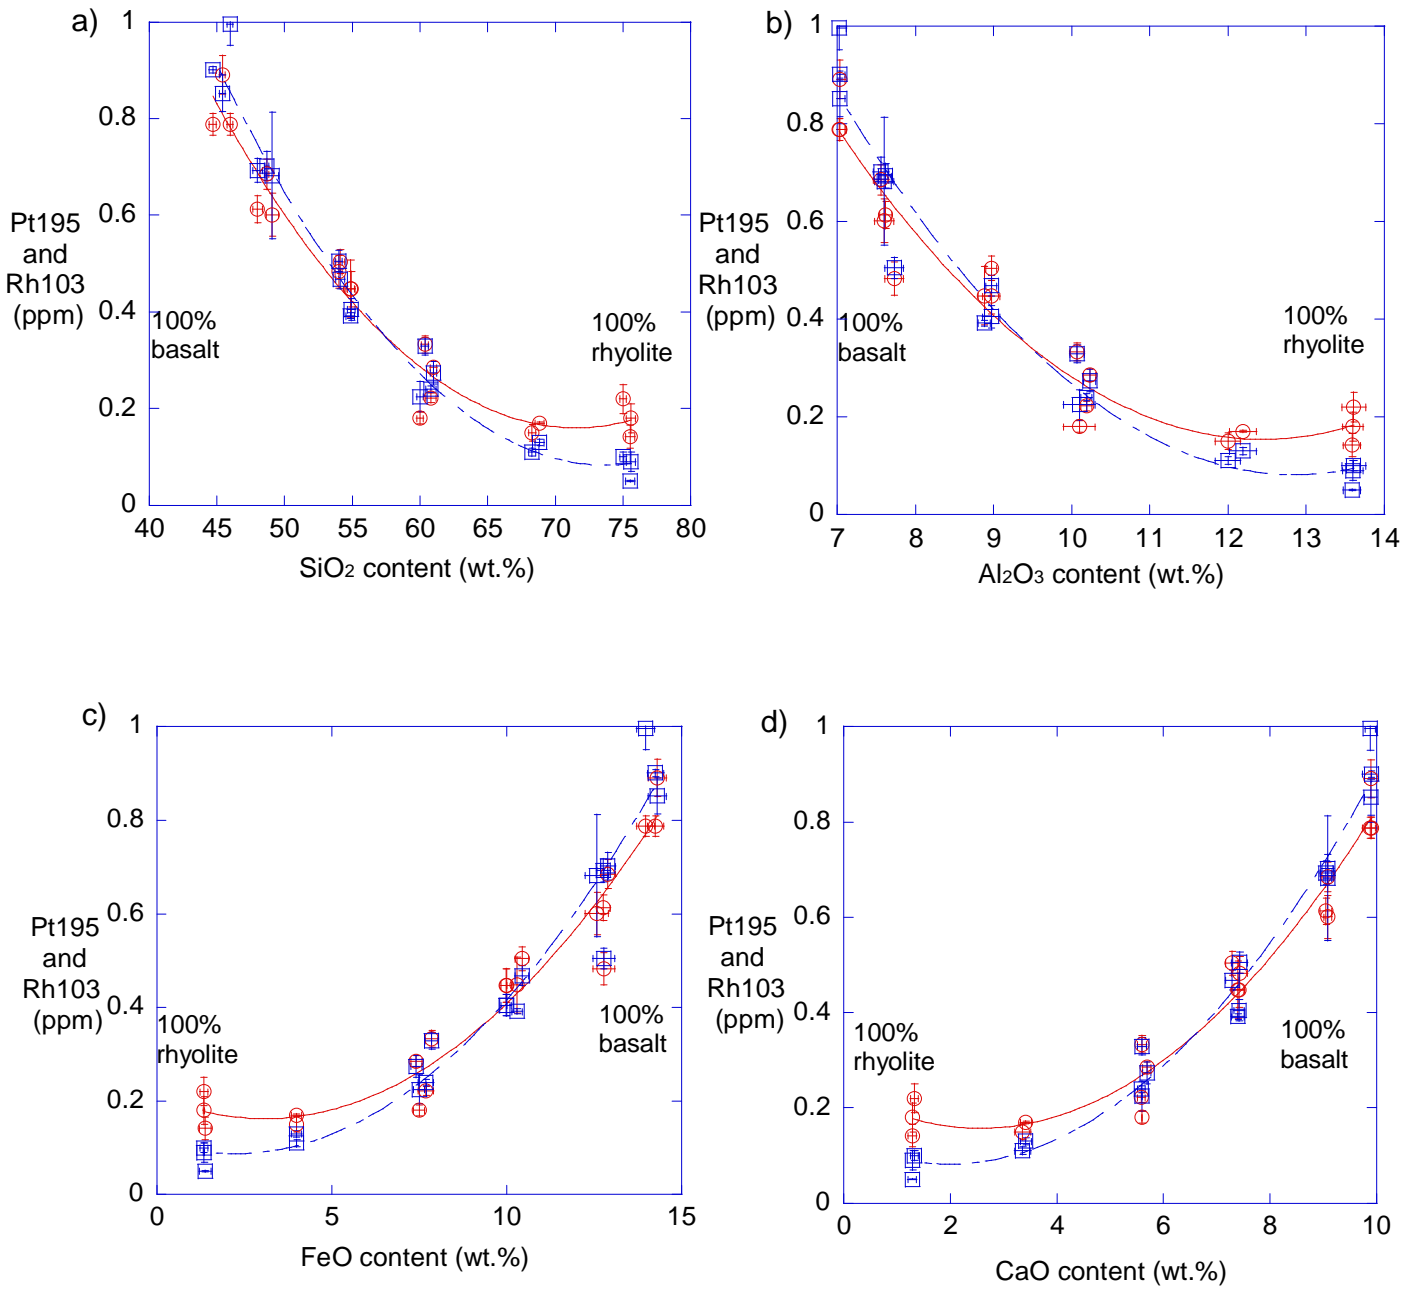 a)
1
0.8
0.6
0.4
0.2
0
Pt195
and
Rh103
(ppm)
100%
basalt
100%
rhyolite
40
45
50
55
60
65
70
75
80
SiO2 content (wt.%)
b)
1
0.8
0.6
0.4
0.2
0
Pt195
and
Rh103
(ppm)
100%
basalt
100%
rhyolite
7
8
9
10
11
12
13
14
Al2O3 content (wt.%)
c)
1
0.8
0.6
0.4
0.2
0
Pt195
and
Rh103
(ppm)
100%
rhyolite
100%
basalt
0
5
10
15
FeO content (wt.%)
d)
1
0.8
0.6
0.4
0.2
0
Pt195
and
Rh103
(ppm)
100%
rhyolite
100%
basalt
0
2
4
6
8
10
CaO content (wt.%)